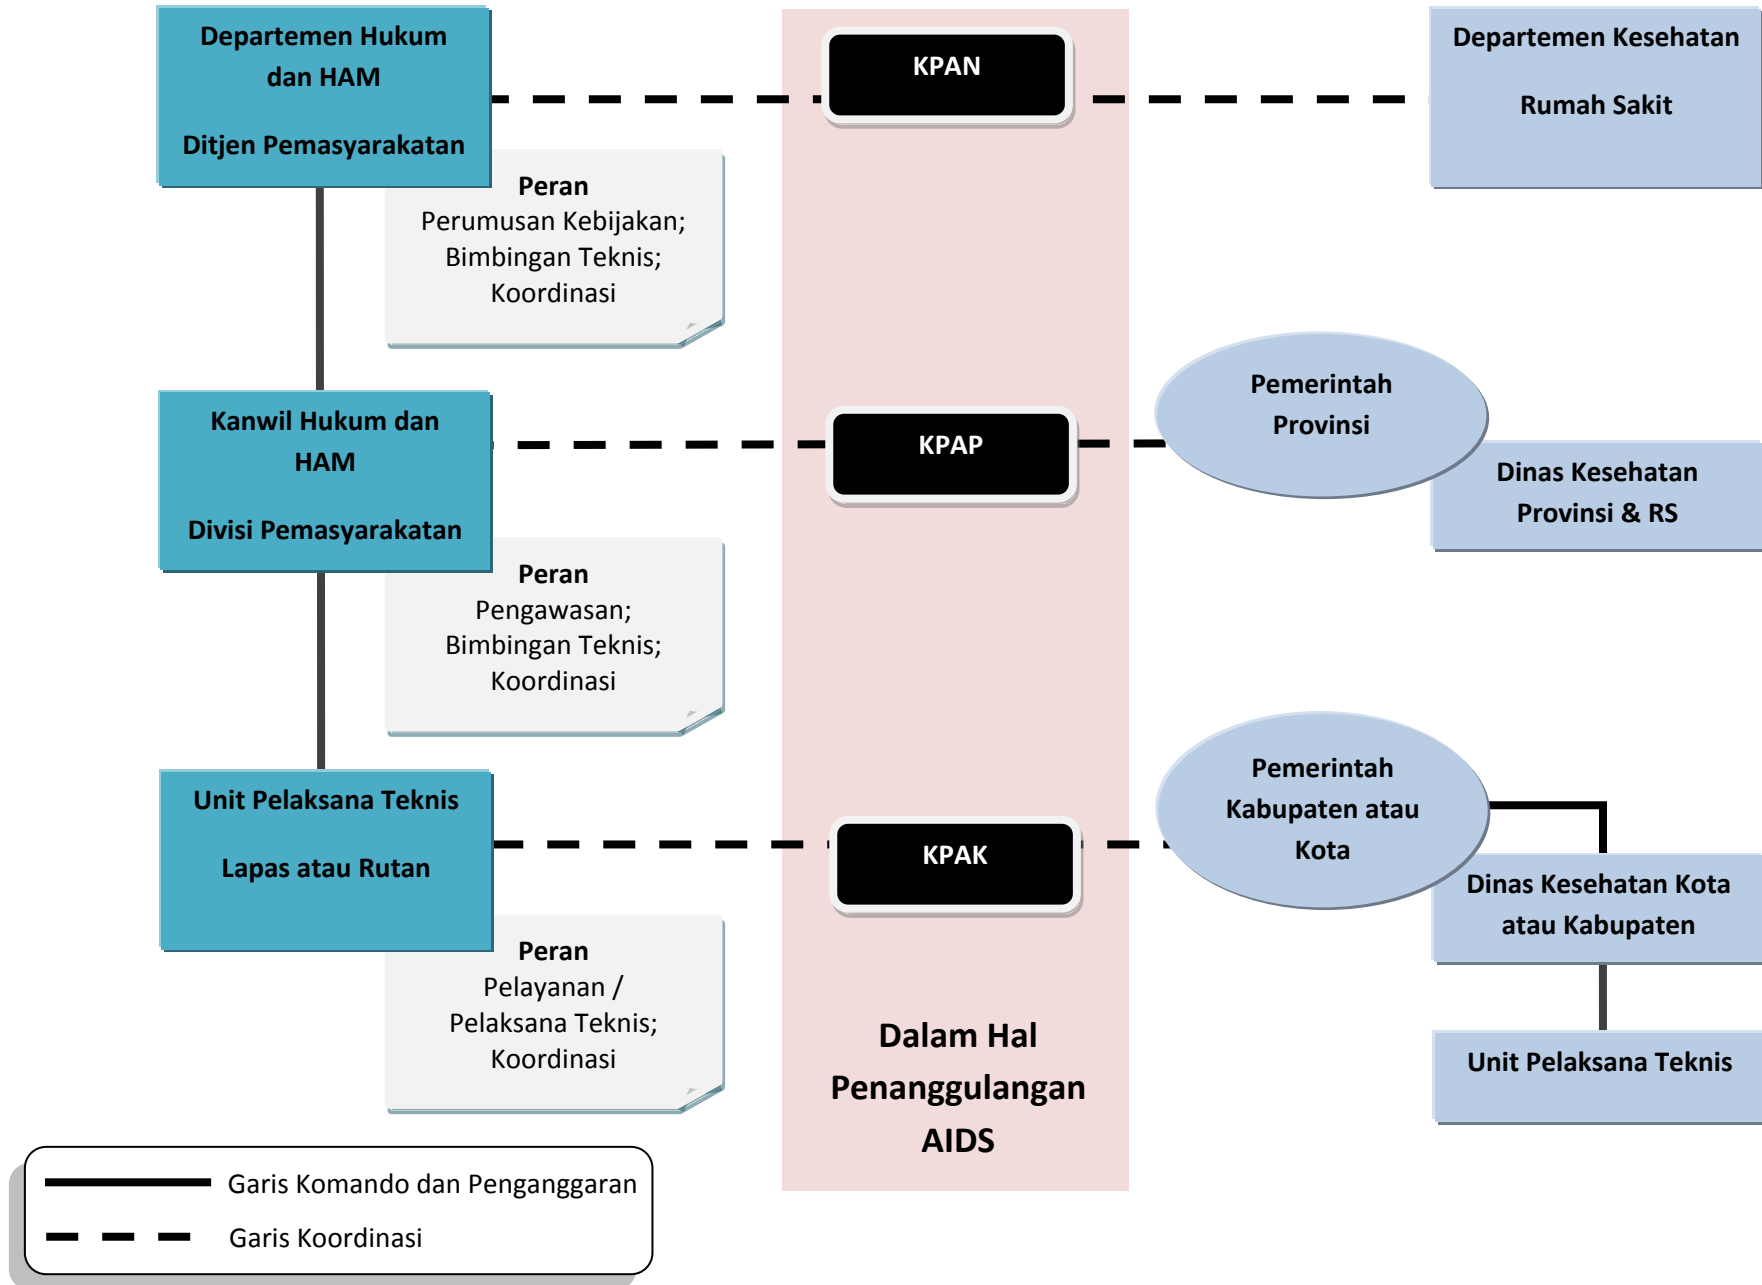 Departemen Hukum
dan HAM
Ditjen Pemasyarakatan
KPAN
Departemen Kesehatan
Rumah Sakit
Peran
Perumusan Kebijakan;
Bimbingan Teknis;
Koordinasi
Kanwil Hukum dan
HAM
Divisi Pemasyarakatan
KPAP
Pemerintah
Provinsi
Dinas Kesehatan
Provinsi & RS
Peran
Pengawasan;
Bimbingan Teknis;
Koordinasi
Unit Pelaksana Teknis
Lapas atau Rutan
KPAK
Pemerintah
Kabupaten atau
Kota
Dinas Kesehatan Kota
atau Kabupaten
Peran
Pelayanan /
Pelaksana Teknis;
Koordinasi
Unit Pelaksana Teknis
Dalam Hal
Penanggulangan
AIDS
Garis Komando dan Penganggaran
Garis Koordinasi